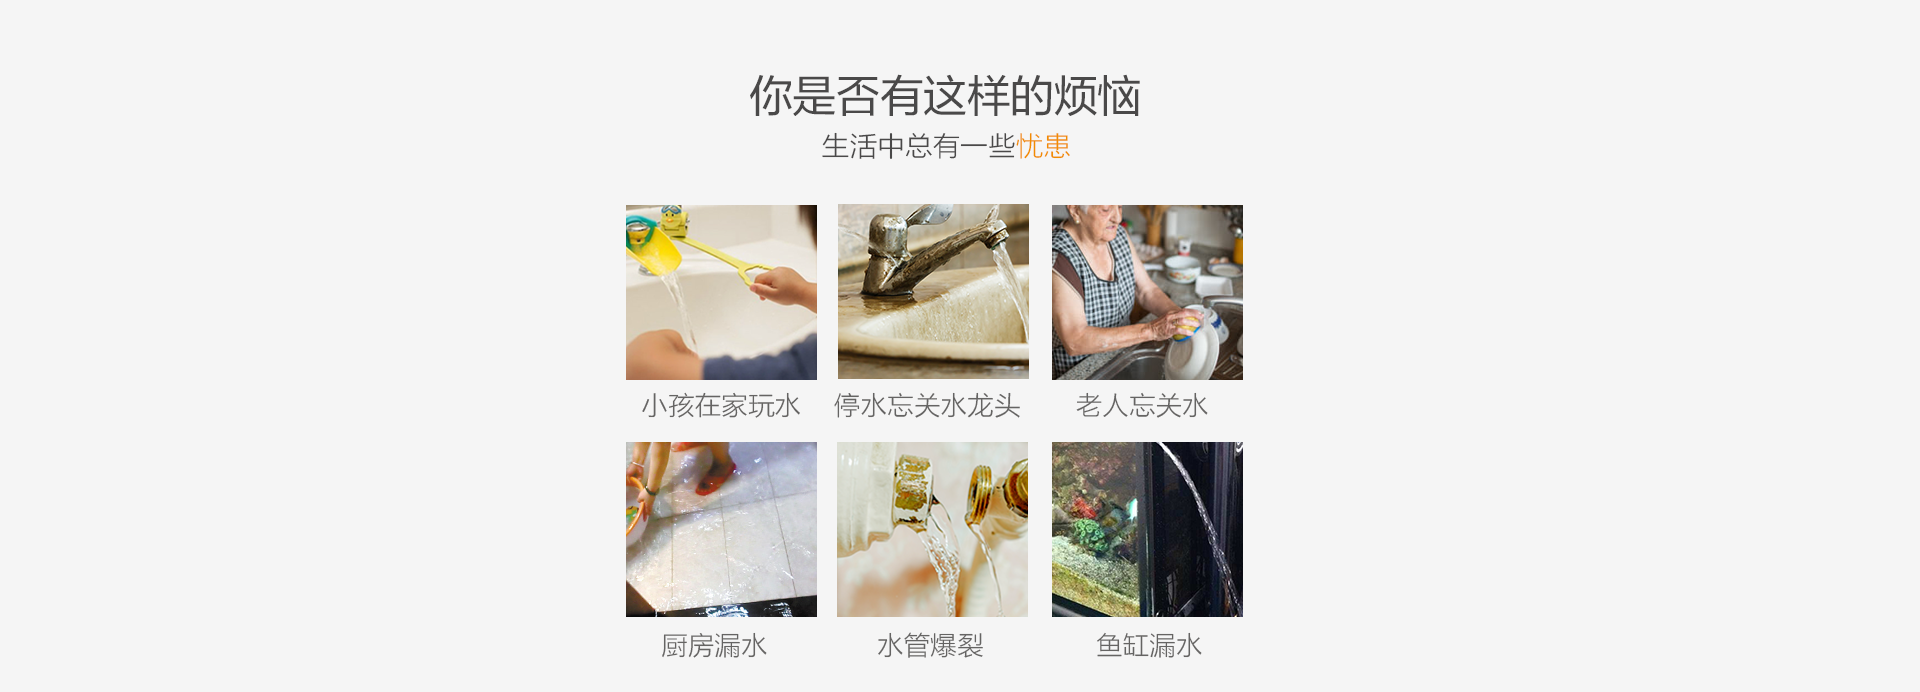 你是否有这样的烦恼
生活中总有一些忧患
小孩在家玩水
停水忘关水龙头
老人忘关水
厨房漏水
水管爆裂
鱼缸漏水